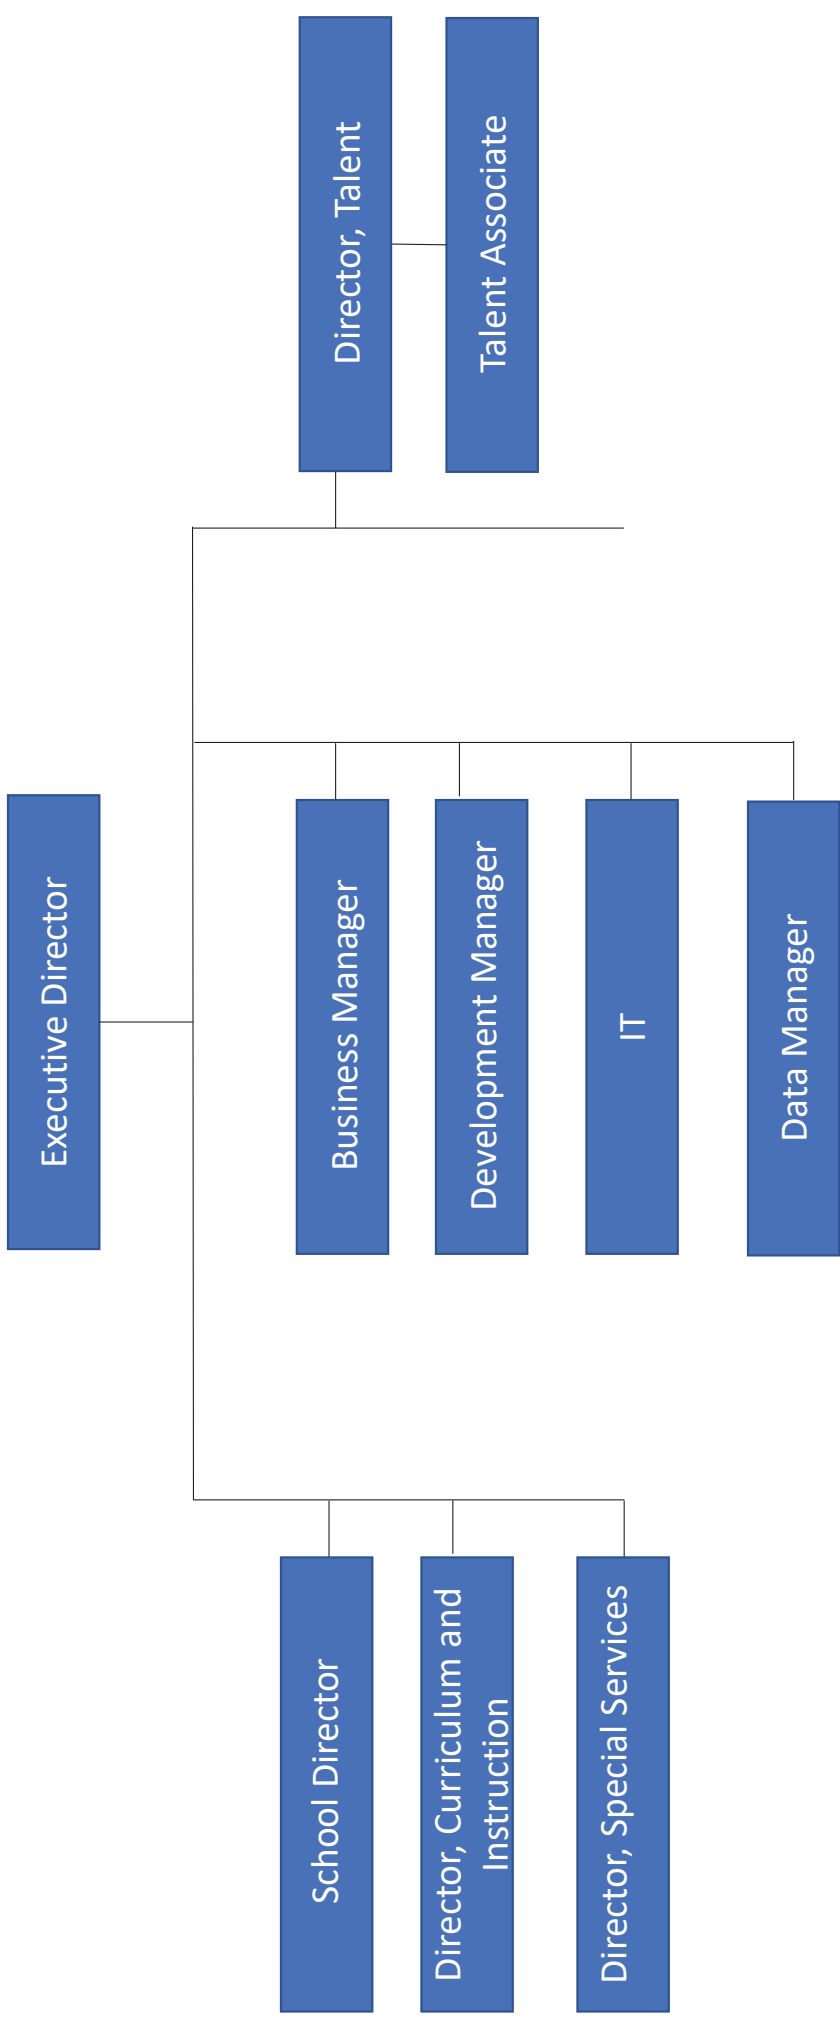 Executive Director
School Director
Director, Curriculum and
Instruction
Director, Special Services
Business Manager
Development Manager
IT
Data Manager
Director, Talent
Talent Associate